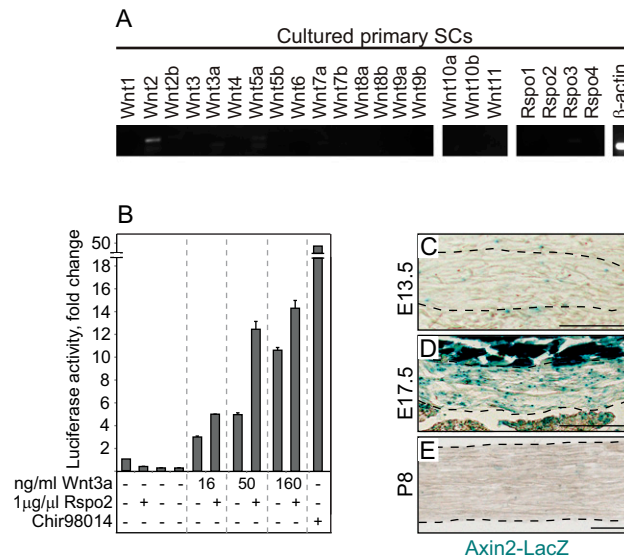 A
Cultured primary SCs
Wnt1 Wnt2 Wnt2b Wnt3 Wnt3a Wnt4 Wnt5a Wnt5b Wnt6 Wnt7a Wnt7b Wnt8a Wnt8b Wnt9a Wnt9b Wnt10a Wnt10b Wnt11 Rspo1 Rspo2 Rspo3 Rspo4 β-actin
B
Luciferase activity, fold change
50
18
16
14
12
10
8
6
4
2
ng/ml Wnt3a - - - - 16 50 160 -
1µg/µl Rspo2 - + - - - + - + - + -
Chir98014 - - - - - - - - - - +
C
E13.5
D
E17.5
E
P8
Axin2-LacZ